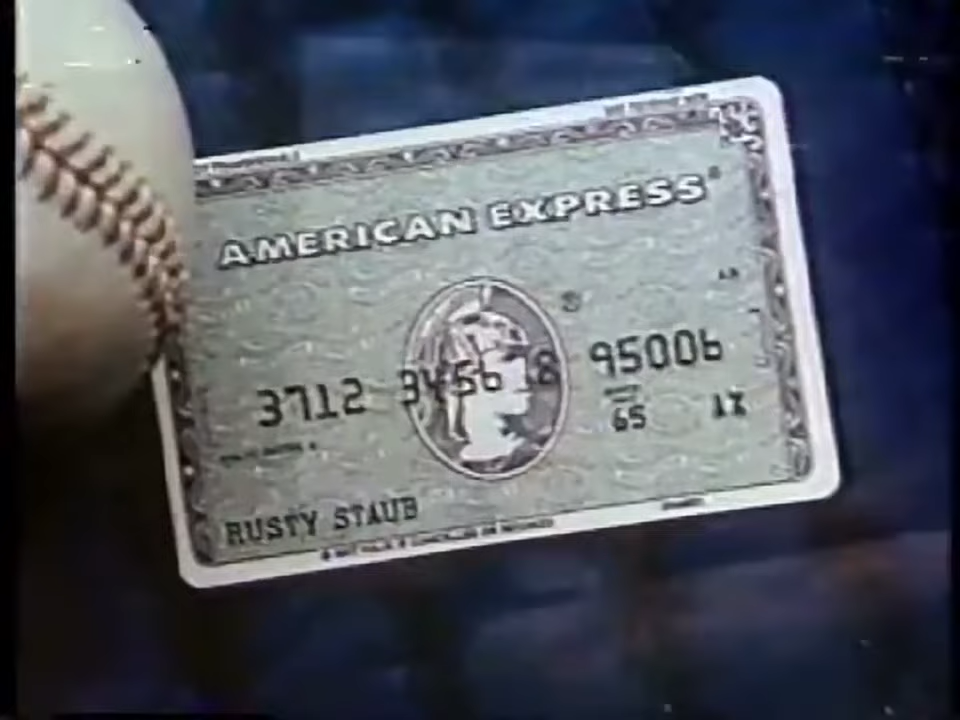 AMERICAN EXPRESS®
®
3712 3456 8 95006
65 AX
RUSTY STAUB